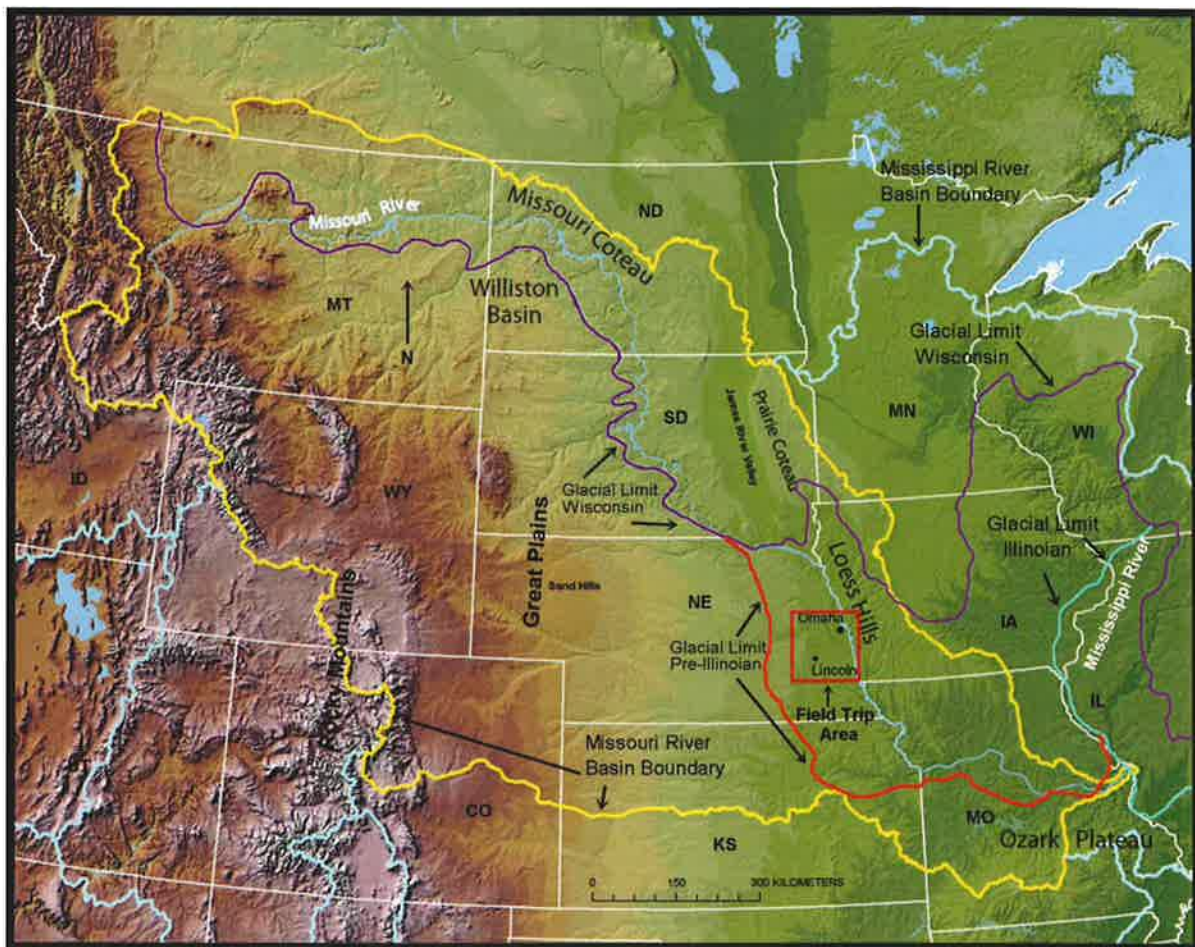 Mississippi River
Basin Boundary
ND
Missouri River
Missouri Coteau
MT
N
Williston
Basin
Glacial Limit
Wisconsin
MN
WI
SD
James River Valley
Prairie Coteau
ID
WY
Glacial Limit
Wisconsin
Great Plains
Sand Hills
Glacial Limit
Illinoian
Mississippi River
Loess Hills
NE
IA
Omaha
Lincoln
Glacial Limit
Pre-Illinoian
Field Trip
Area
IL
Mountains
Missouri River
Basin Boundary
CO
KS
MO
Ozark Plateau
0 150 300 KILOMETERS